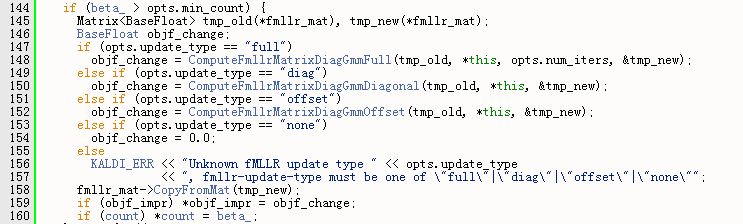 144 if (beta_ > opts.min_count) {
145 Matrix<BaseFloat> tmp_old(*fmllr_mat), tmp_new(*fmllr_mat);
146 BaseFloat objf_change;
147 if (opts.update_type == "full")
148 objf_change = ComputeFmllrMatrixDiagGmmFull(tmp_old, *this, opts.num_iters, &tmp_new);
149 else if (opts.update_type == "diag")
150 objf_change = ComputeFmllrMatrixDiagGmmDiagonal(tmp_old, *this, &tmp_new);
151 else if (opts.update_type == "offset")
152 objf_change = ComputeFmllrMatrixDiagGmmOffset(tmp_old, *this, &tmp_new);
153 else if (opts.update_type == "none")
154 objf_change = 0.0;
155 else
156 KALDI_ERR << "Unknown fMLLR update type " << opts.update_type
157 << ", fmllr-update-type must be one of \"full\"|\"diag\"|\"offset\"|\"none\"";
158 fmllr_mat->CopyFromMat(tmp_new);
159 if (objf_impr) *objf_impr = objf_change;
160 if (count) *count = beta_;